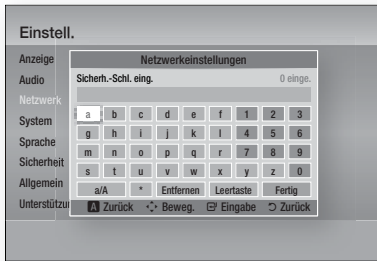 Einstell.
Anzeige
Audio
Netzwerk
System
Sprache
Sicherheit
Allgemein
Unterstützu
Netzwerkeinstellungen
Sicherh.-Schl. eing. 0 einge.
a b c d e f 1 2 3
g h i j k l 4 5 6
m n o p q r 7 8 9
s t u v w x y z 0
a/A * Entfernen Leertaste Fertig
A Zurück Beweg. Eingabe Zurück